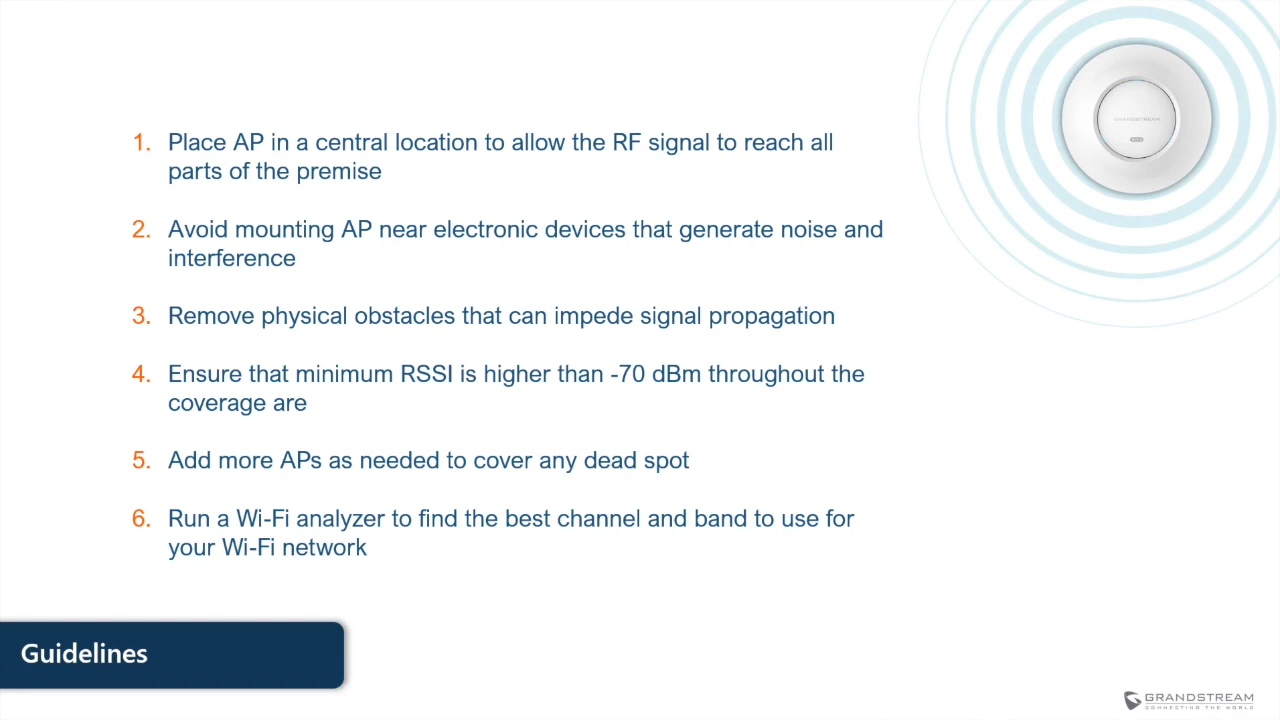 1. Place AP in a central location to allow the RF signal to reach all
parts of the premise
2. Avoid mounting AP near electronic devices that generate noise and
interference
3. Remove physical obstacles that can impede signal propagation
4. Ensure that minimum RSSI is higher than -70 dBm throughout the
coverage are
5. Add more APs as needed to cover any dead spot
6. Run a Wi-Fi analyzer to find the best channel and band to use for
your Wi-Fi network
Guidelines
GRANDSTREAM
GRANDSTREAM
CONNECTING THE WORLD